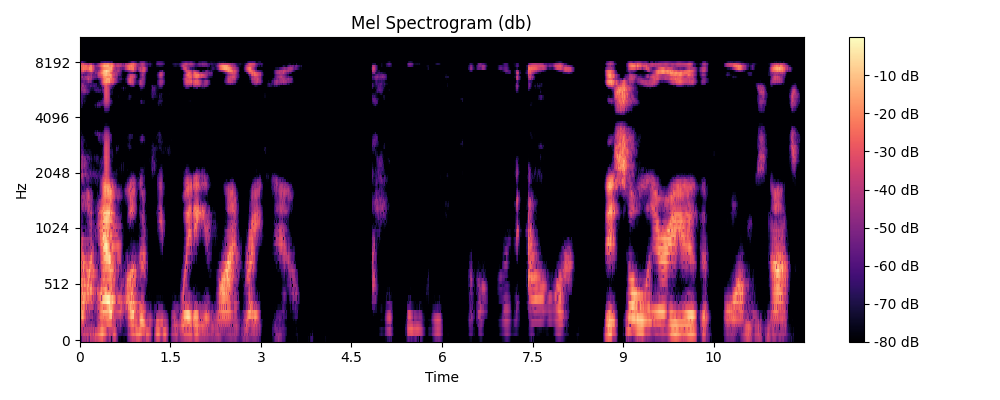 Mel Spectrogram (db)
8192
4096
2048
1024
512
0
Hz
0 1.5 3 4.5 6 7.5 9 10
Time
-10 dB
-20 dB
-30 dB
-40 dB
-50 dB
-60 dB
-70 dB
-80 dB